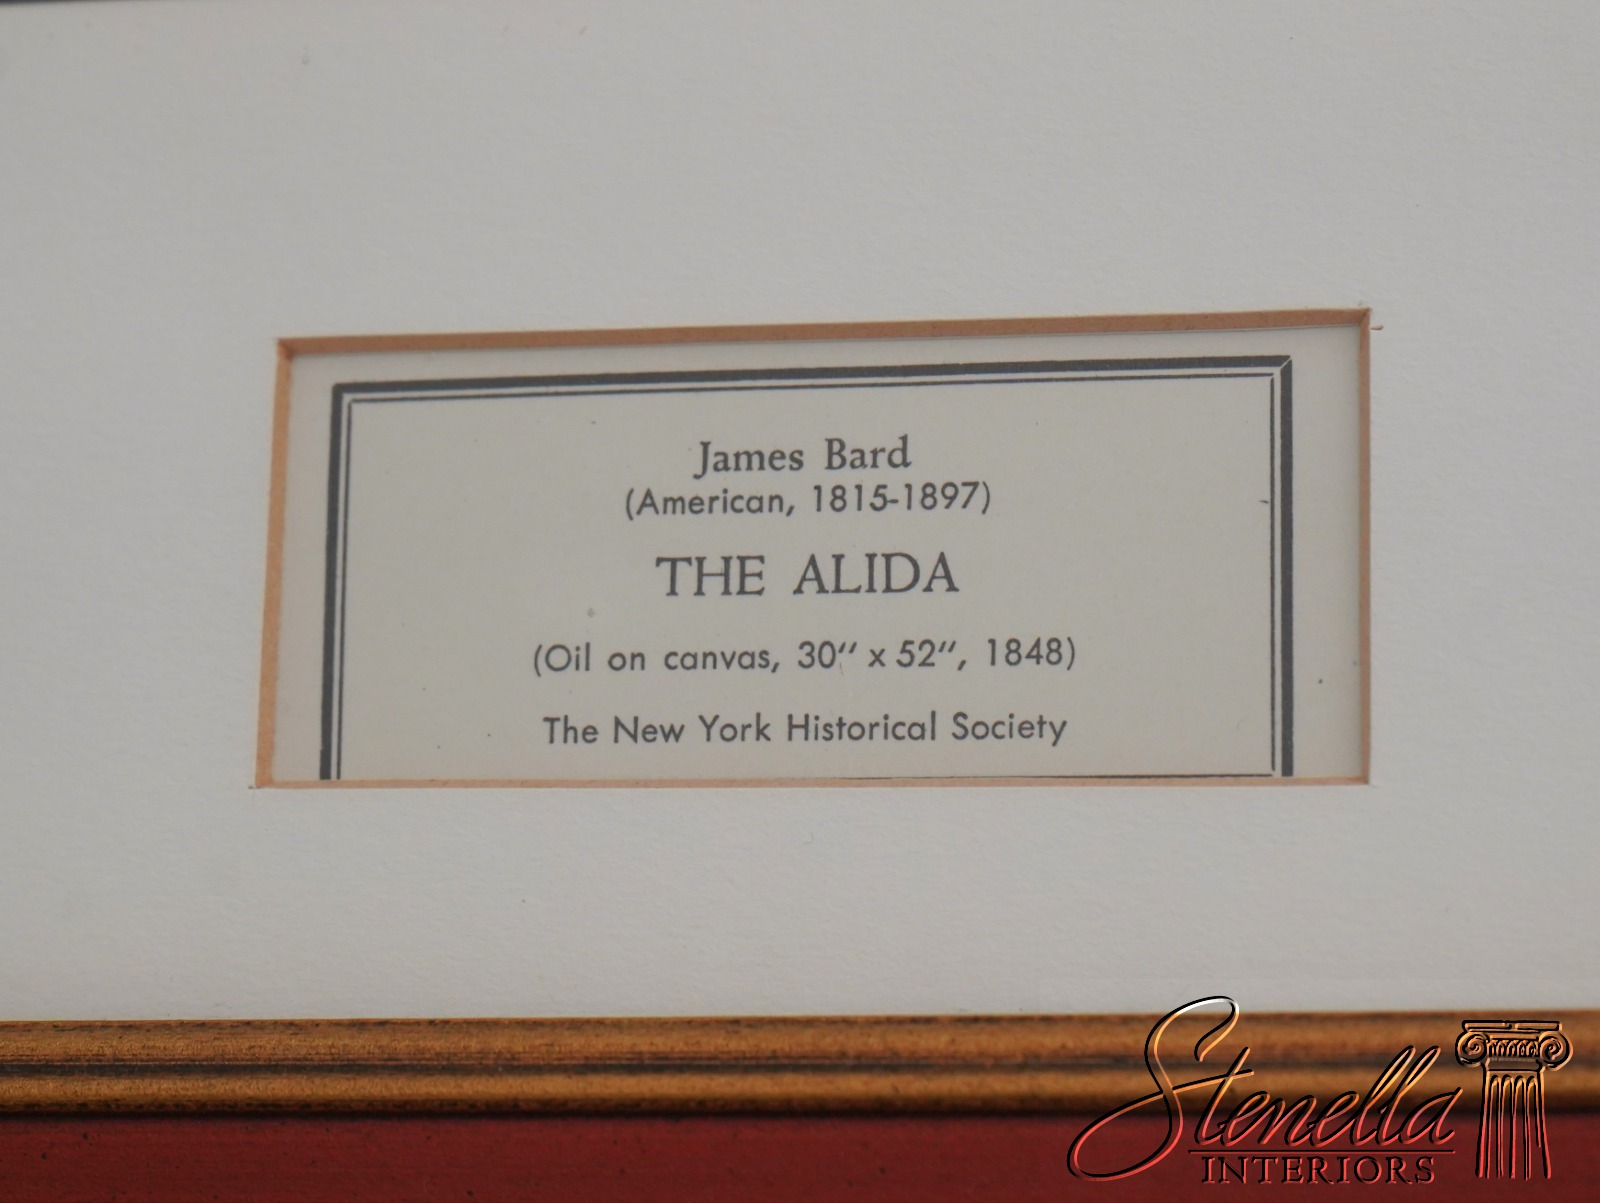 James Bard
(American, 1815-1897)
THE ALIDA
(Oil on canvas, 30" x 52", 1848)
The New York Historical Society
Stenella
INTERIORS